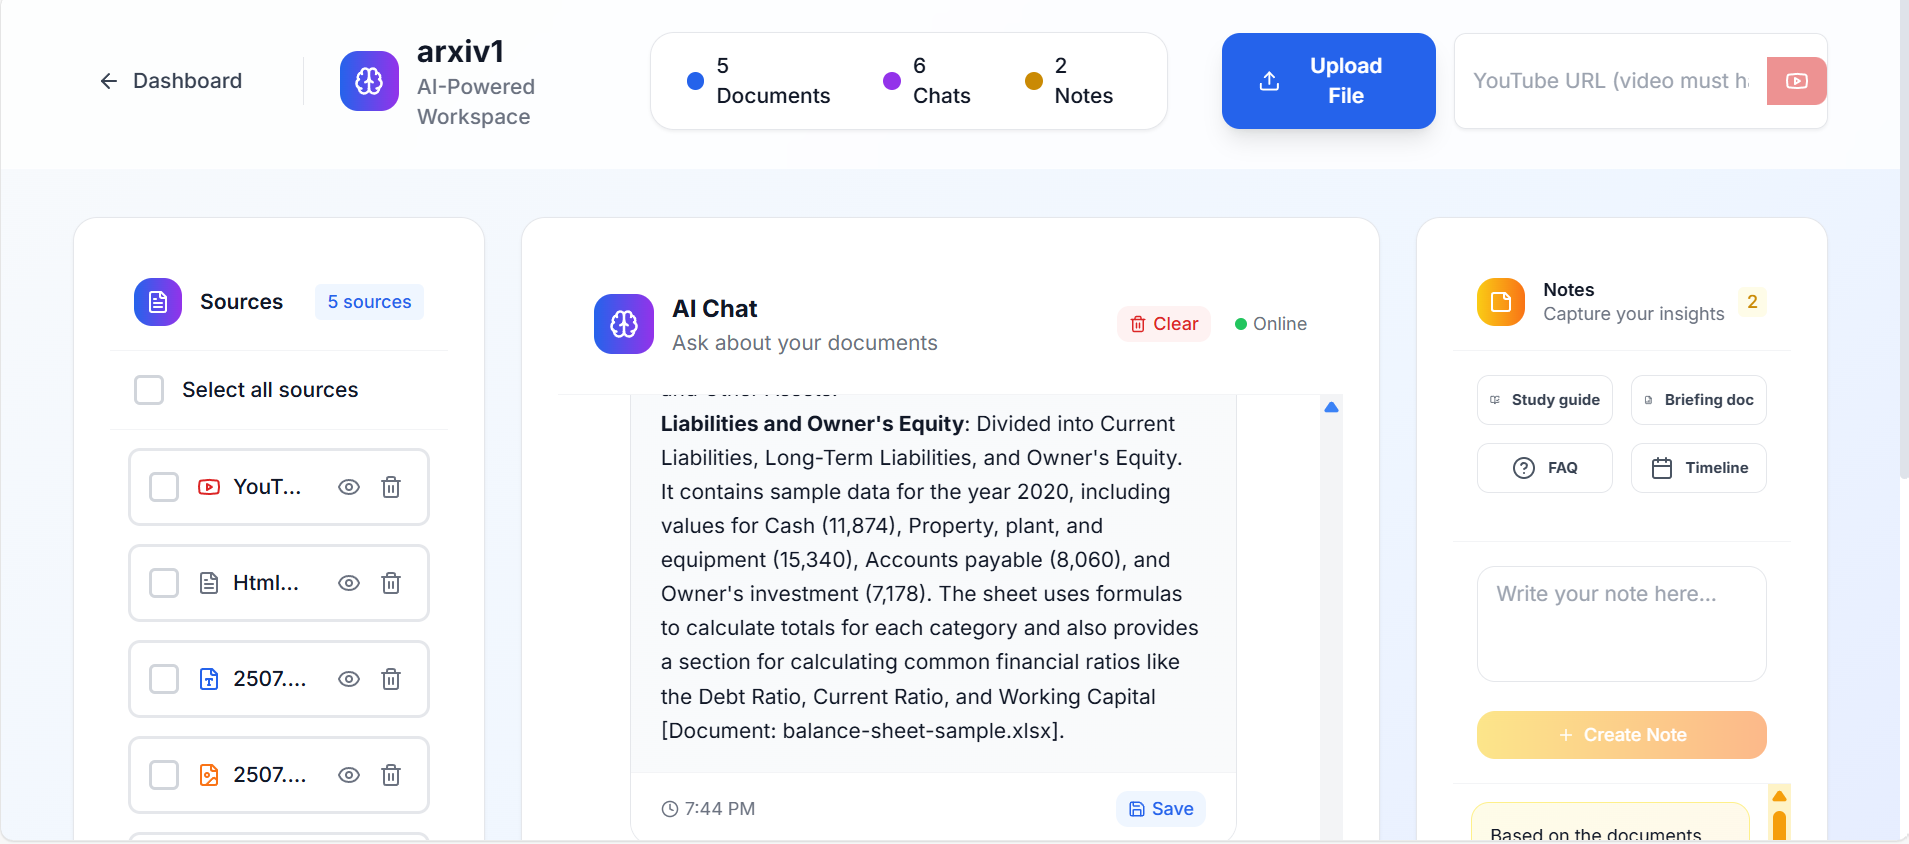 Dashboard
arxiv1
AI-Powered
Workspace
5
Documents
6
Chats
2
Notes
Upload
File
YouTube URL (video must ha
Sources
5 sources
Select all sources
YouT...
Html...
2507....
2507....
AI Chat
Ask about your documents
Clear
Online
Liabilities and Owner's Equity: Divided into Current
Liabilities, Long-Term Liabilities, and Owner's Equity.
It contains sample data for the year 2020, including
values for Cash (11,874), Property, plant, and
equipment (15,340), Accounts payable (8,060), and
Owner's investment (7,178). The sheet uses formulas
to calculate totals for each category and also provides
a section for calculating common financial ratios like
the Debt Ratio, Current Ratio, and Working Capital
[Document: balance-sheet-sample.xlsx].
7:44 PM
Save
Notes
Capture your insights
2
Study guide
Briefing doc
FAQ
Timeline
Write your note here...
+ Create Note
Based on the documents